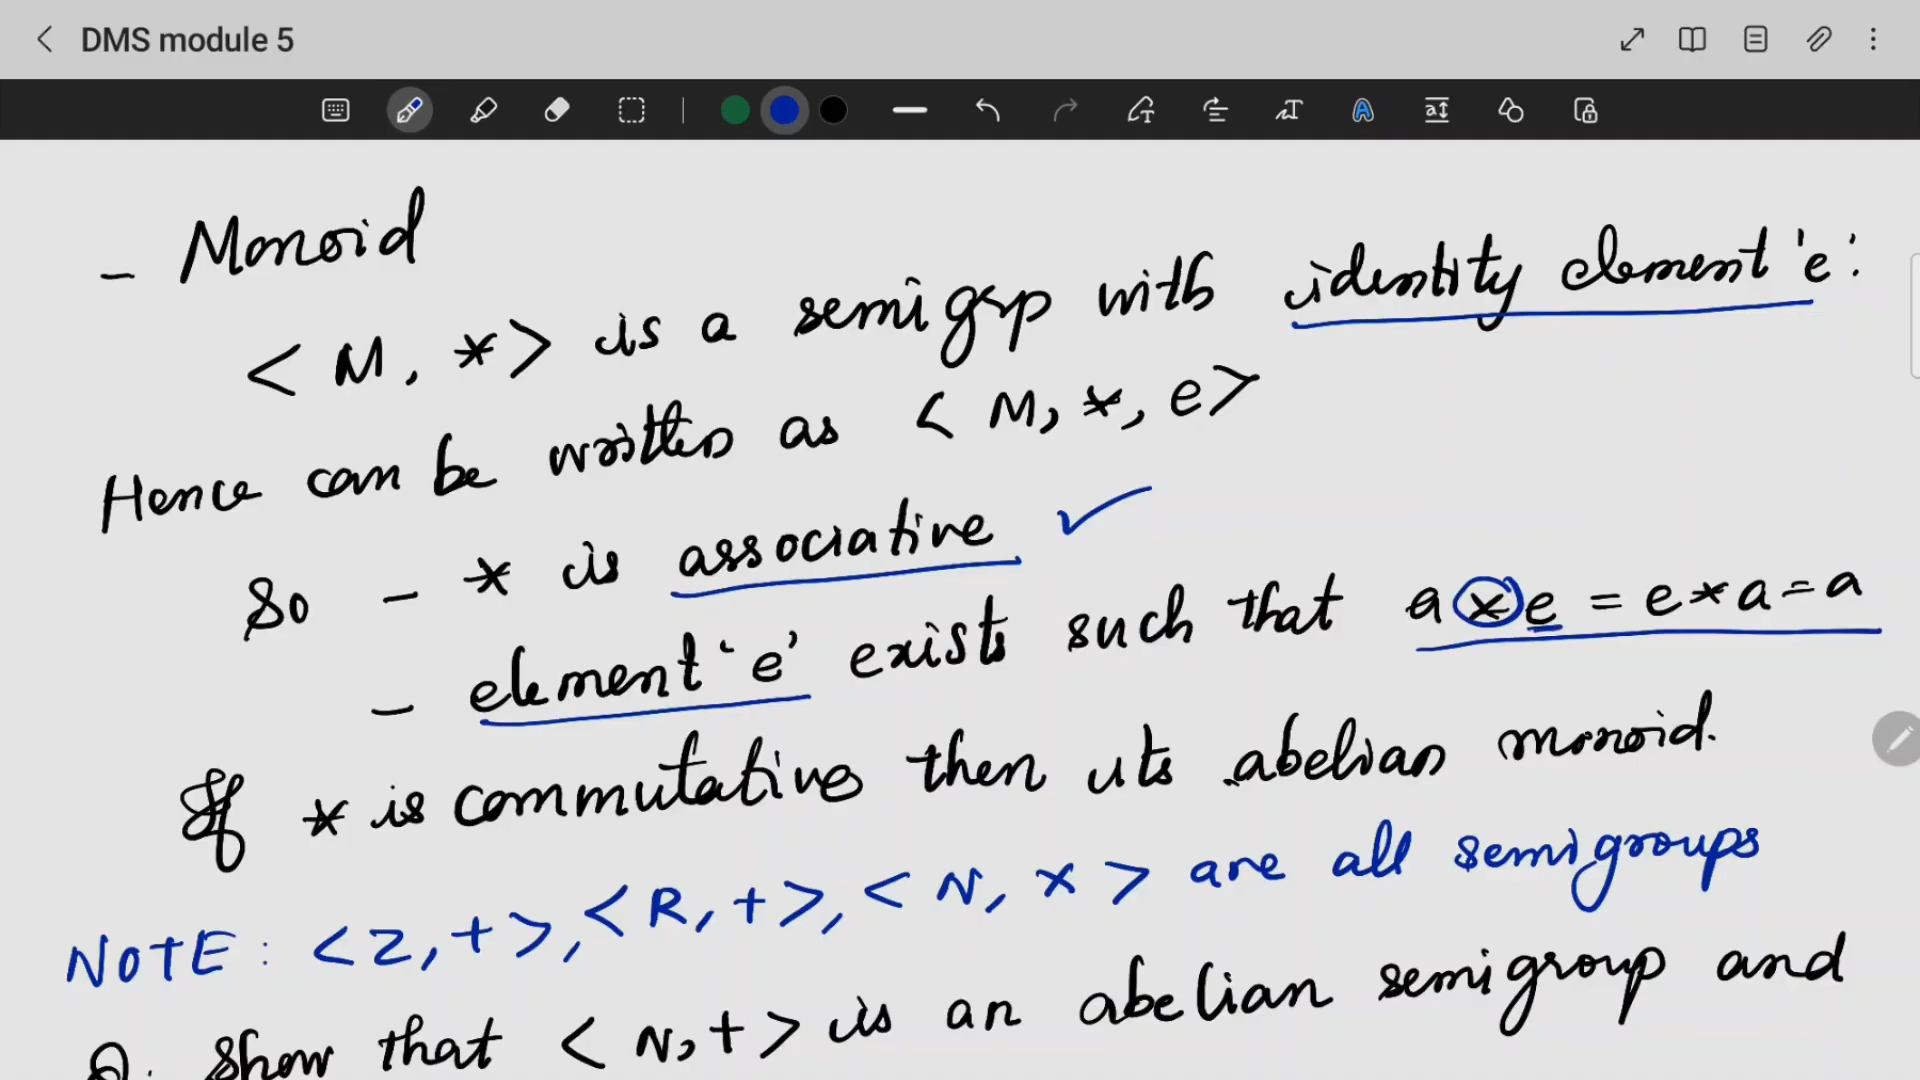 DMS module 5
- Monoid
< M, *> is a semi grp with identity element 'e'.
Hence can be written as < M, *, e>
So - * is associative ✓
- element 'e' exists such that a * e = e * a = a
If * is commutative then its abelian monoid.
NOTE: <Z,+>,<R,+>,< N, x > are all semigroups
Q. Show that < N,+> is an abelian semigroup and